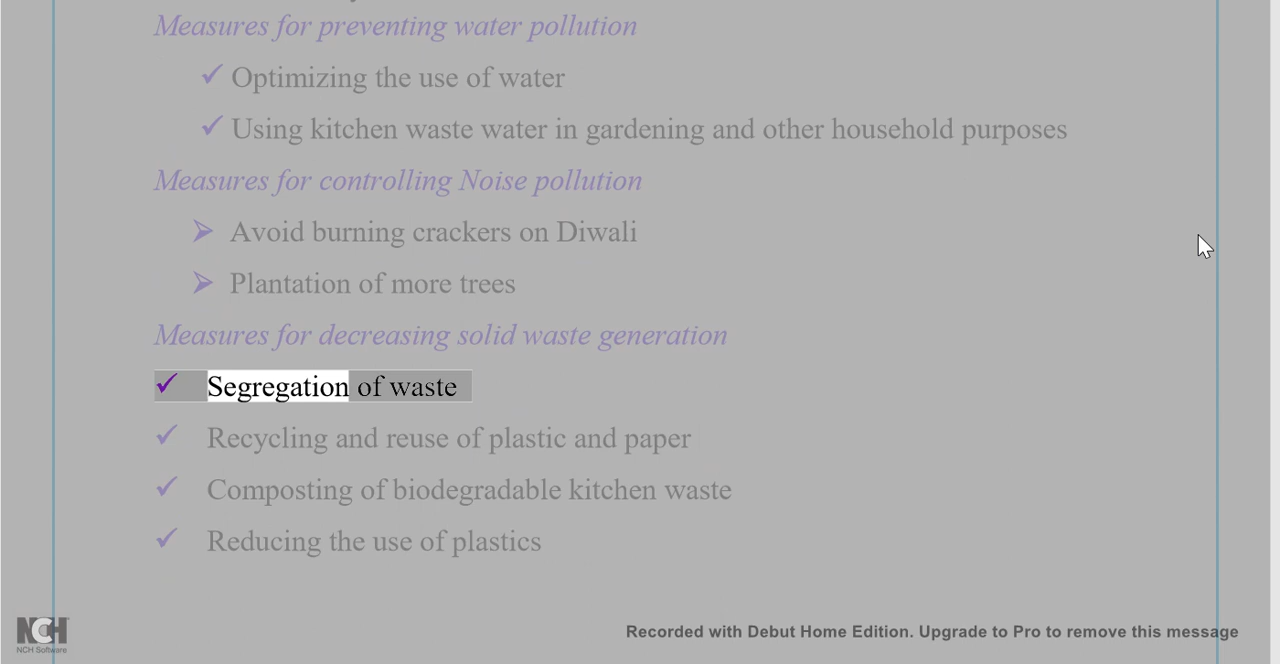 Measures for preventing water pollution
✓ Optimizing the use of water
✓ Using kitchen waste water in gardening and other household purposes
Measures for controlling Noise pollution
➢ Avoid burning crackers on Diwali
➢ Plantation of more trees
Measures for decreasing solid waste generation
✓ Segregation of waste
✓ Recycling and reuse of plastic and paper
✓ Composting of biodegradable kitchen waste
✓ Reducing the use of plastics
NCH
NCH Software
Recorded with Debut Home Edition. Upgrade to Pro to remove this message